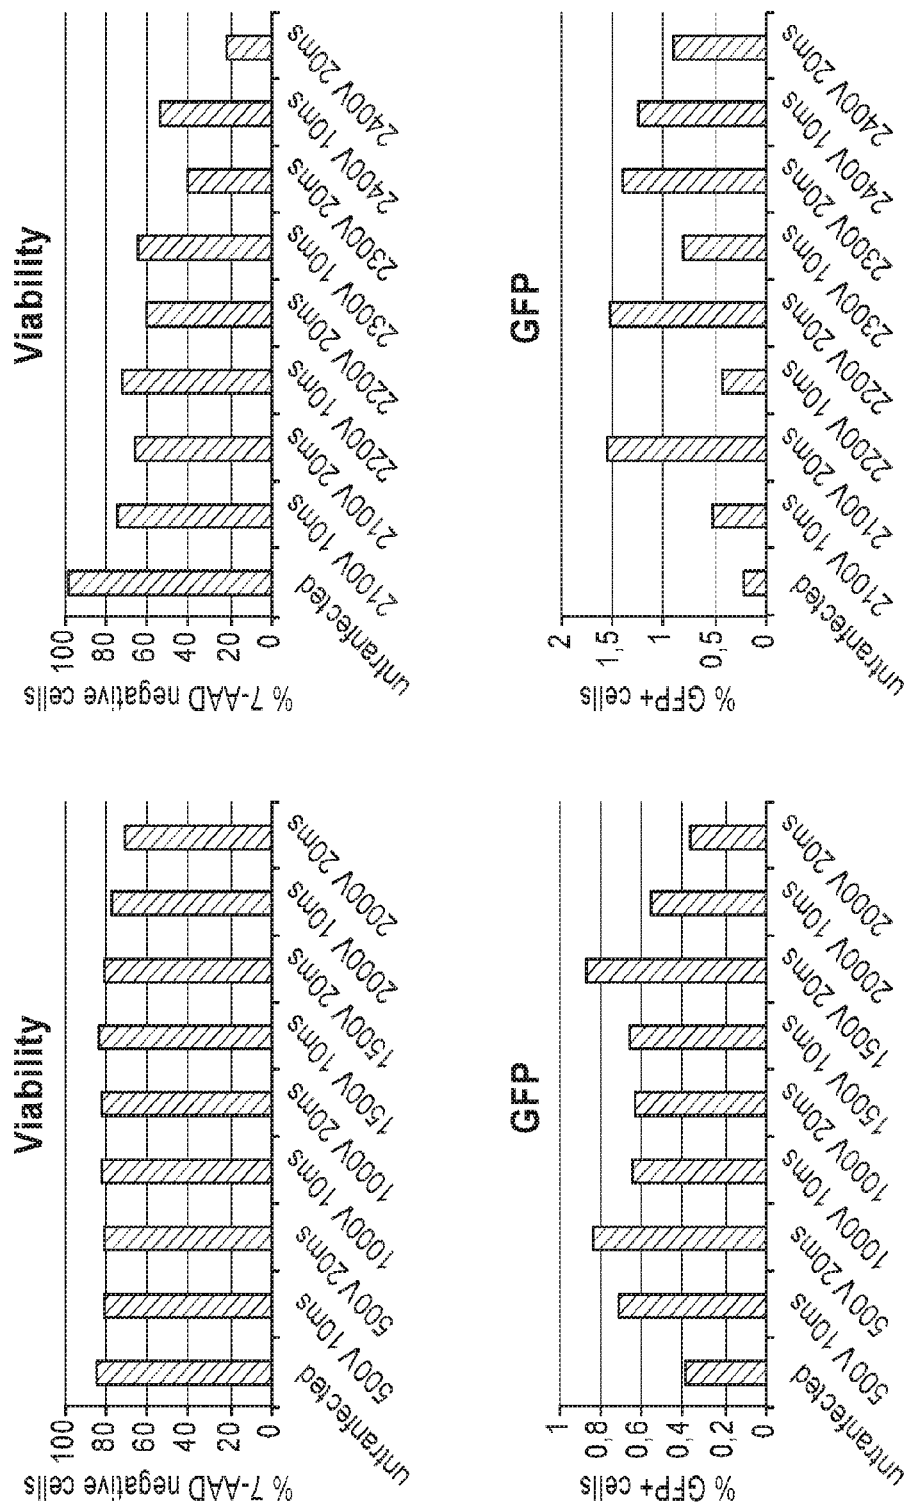 Viability
% 7-AAD negative cells
100
80
60
40
20
0
untranfected
500V 10ms
500V 20ms
1000V 10ms
1000V 20ms
1500V 10ms
1500V 20ms
2000V 10ms
2000V 20ms
GFP
% GFP+ cells
1
0,8
0,6
0,4
0,2
0
untranfected
500V 10ms
500V 20ms
1000V 10ms
1000V 20ms
1500V 10ms
1500V 20ms
2000V 10ms
2000V 20ms
Viability
% 7-AAD negative cells
100
80
60
40
20
0
untranfected
2100V 10ms
2100V 20ms
2200V 10ms
2200V 20ms
2300V 10ms
2300V 20ms
2400V 10ms
2400V 20ms
GFP
% GFP+ cells
2
1,5
1
0,5
0
untranfected
2100V 10ms
2100V 20ms
2200V 10ms
2200V 20ms
2300V 10ms
2300V 20ms
2400V 10ms
2400V 20ms